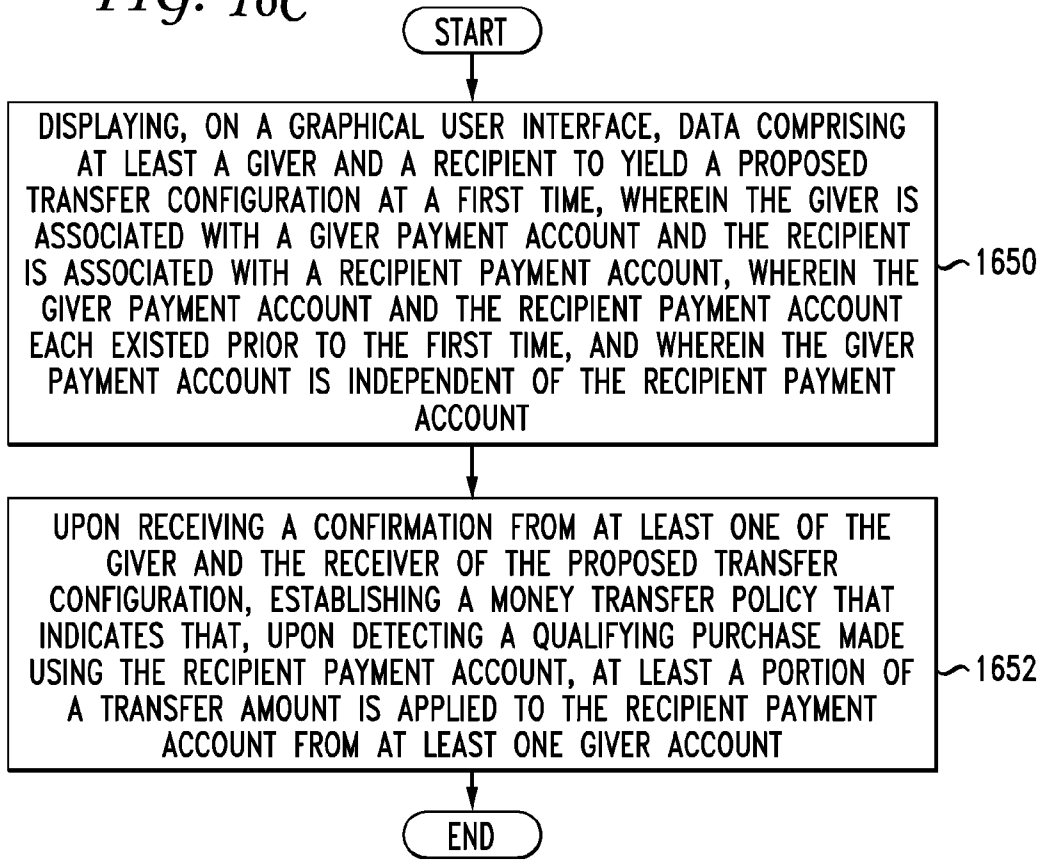 FIG. 16C
START
DISPLAYING, ON A GRAPHICAL USER INTERFACE, DATA COMPRISING
AT LEAST A GIVER AND A RECIPIENT TO YIELD A PROPOSED
TRANSFER CONFIGURATION AT A FIRST TIME, WHEREIN THE GIVER IS
ASSOCIATED WITH A GIVER PAYMENT ACCOUNT AND THE RECIPIENT
IS ASSOCIATED WITH A RECIPIENT PAYMENT ACCOUNT, WHEREIN THE
GIVER PAYMENT ACCOUNT AND THE RECIPIENT PAYMENT ACCOUNT
EACH EXISTED PRIOR TO THE FIRST TIME, AND WHEREIN THE GIVER
PAYMENT ACCOUNT IS INDEPENDENT OF THE RECIPIENT PAYMENT
ACCOUNT
1650
UPON RECEIVING A CONFIRMATION FROM AT LEAST ONE OF THE
GIVER AND THE RECEIVER OF THE PROPOSED TRANSFER
CONFIGURATION, ESTABLISHING A MONEY TRANSFER POLICY THAT
INDICATES THAT, UPON DETECTING A QUALIFYING PURCHASE MADE
USING THE RECIPIENT PAYMENT ACCOUNT, AT LEAST A PORTION OF
A TRANSFER AMOUNT IS APPLIED TO THE RECIPIENT PAYMENT
ACCOUNT FROM AT LEAST ONE GIVER ACCOUNT
1652
END